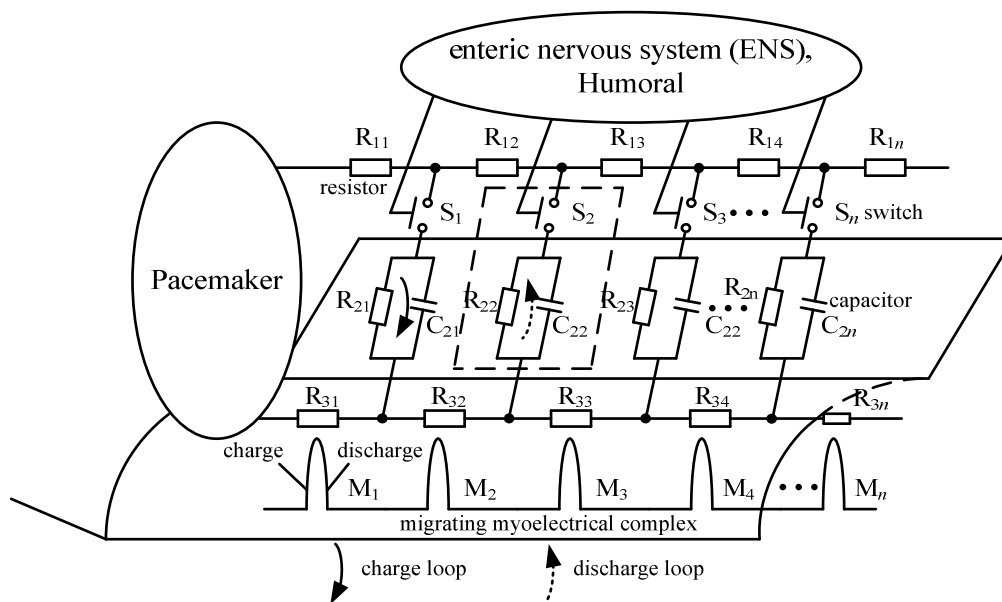 enteric nervous system (ENS),
Humoral
R11 R12 R13 R14 R1n
resistor
S1 S2 S3 ••• Sn switch
Pacemaker
R21 R22 R23 ••• R2n capacitor
C21 C22 C22 C2n
R31 R32 R33 R34 R3n
charge discharge
M1 M2 M3 M4 ••• Mn
migrating myoelectrical complex
charge loop discharge loop